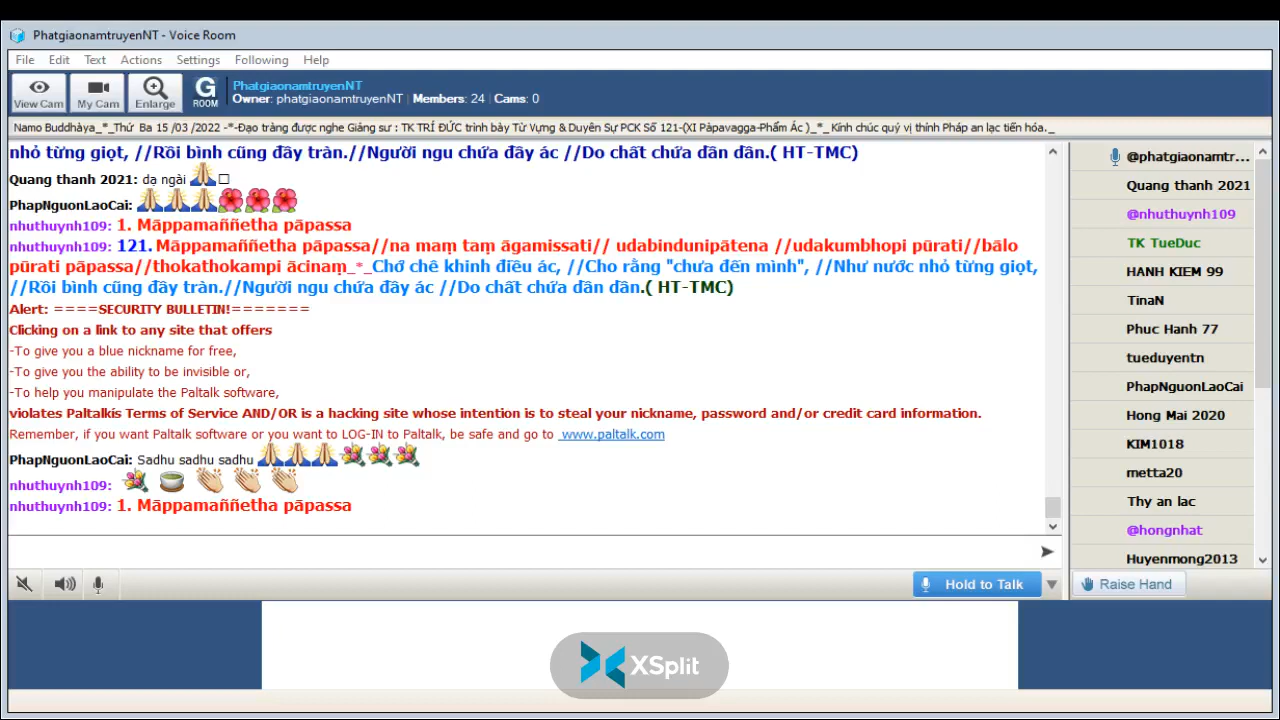 PhatgiaonamtruyenNT - Voice Room
File Edit Text Actions Settings Following Help
View Cam My Cam Enlarge G ROOM
PhatgiaonamtruyenNT
Owner: phatgiaonamtruyenNT | Members: 24 | Cams: 0
Namo Buddhàya_*_Thứ Ba 15 /03 /2022 -*-Đạo tràng được nghe Giảng sư : TK TRÍ ĐỨC trình bày Từ Vựng & Duyên Sự PCK Số 121-(XI Pàpavagga-Phẩm Ác )_*_ Kính chúc quý vị thính Pháp an lạc tiến hóa._
nhỏ từng giọt, //Rồi bình cũng đầy tràn.//Người ngu chứa đầy ác //Do chất chứa dần dần.( HT-TMC)
Quang thanh 2021: dạ ngài
PhapNguonLaoCai:
nhuthuynh109: 1. Māppamaññetha pāpassa
nhuthuynh109: 121. Māppamaññetha pāpassa//na maṃ taṃ āgamissati// udabindunipātena //udakumbhopi pūrati//bālo
pūrati pāpassa//thokathokampi ācinaṃ_*_Chớ chê khinh điều ác, //Cho rằng "chưa đến mình", //Như nước nhỏ từng giọt,
//Rồi bình cũng đầy tràn.//Người ngu chứa đầy ác //Do chất chứa dần dần.( HT-TMC)
Alert: ====SECURITY BULLETIN!=======
Clicking on a link to any site that offers
-To give you a blue nickname for free,
-To give you the ability to be invisible or,
-To help you manipulate the Paltalk software,
violates Paltalkís Terms of Service AND/OR is a hacking site whose intention is to steal your nickname, password and/or credit card information.
Remember, if you want Paltalk software or you want to LOG-IN to Paltalk, be safe and go to www.paltalk.com
PhapNguonLaoCai: Sadhu sadhu sadhu
nhuthuynh109:
nhuthuynh109: 1. Māppamaññetha pāpassa
@phatgiaonamtr...
Quang thanh 2021
@nhuthuynh109
TK TueDuc
HANH KIEM 99
TinaN
Phuc Hanh 77
tueduyentn
PhapNguonLaoCai
Hong Mai 2020
KIM1018
metta20
Thy an lac
@hongnhat
Huyenmong2013
Hold to Talk
Raise Hand
XSplit